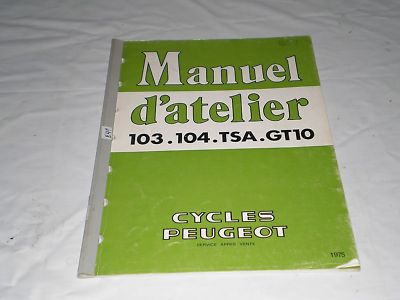 Manuel
d'atelier
103.104.TSA.GT10
CYCLES
PEUGEOT
SERVICE APRES VENTE
1975